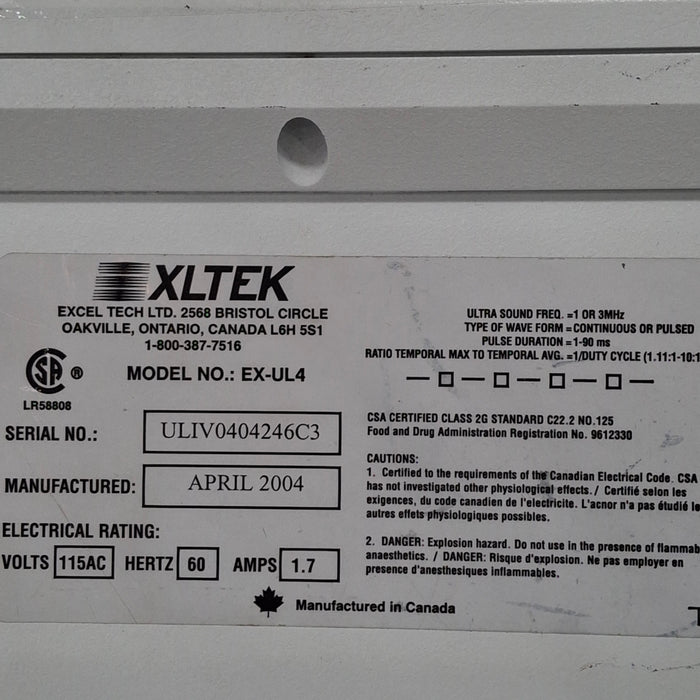 XLTEK
EXCEL TECH LTD. 2568 BRISTOL CIRCLE
OAKVILLE, ONTARIO, CANADA L6H 5S1
1-800-387-7516
MODEL NO.: EX-UL4
SA ®
LR58808
SERIAL NO.: ULIV0404246C3
MANUFACTURED: APRIL 2004
ELECTRICAL RATING:
VOLTS 115AC HERTZ 60 AMPS 1.7
Manufactured in Canada
ULTRA SOUND FREQ. =1 OR 3MHz
TYPE OF WAVE FORM = CONTINUOUS OR PULSED
PULSE DURATION = 1-90 ms
RATIO TEMPORAL MAX TO TEMPORAL AVG. =1/DUTY CYCLE (1.11:1-10:1
CSA CERTIFIED CLASS 2G STANDARD C22.2 NO.125
Food and Drug Administration Registration No. 9612330
CAUTIONS:
1. Certified to the requirements of the Canadian Electrical Code. CSA
has not investigated other physiological effects. / Certifié selon les
exigences, du code canadien de l'electricite. L'acnor n'a pas étudié le
autres effets physiologiques possibles.
2. DANGER: Explosion hazard. Do not use in the presence of flammab
anaesthetics. / DANGER: Risque d'explosion. Ne pas employer en
presence d'anesthesiques inflammables.